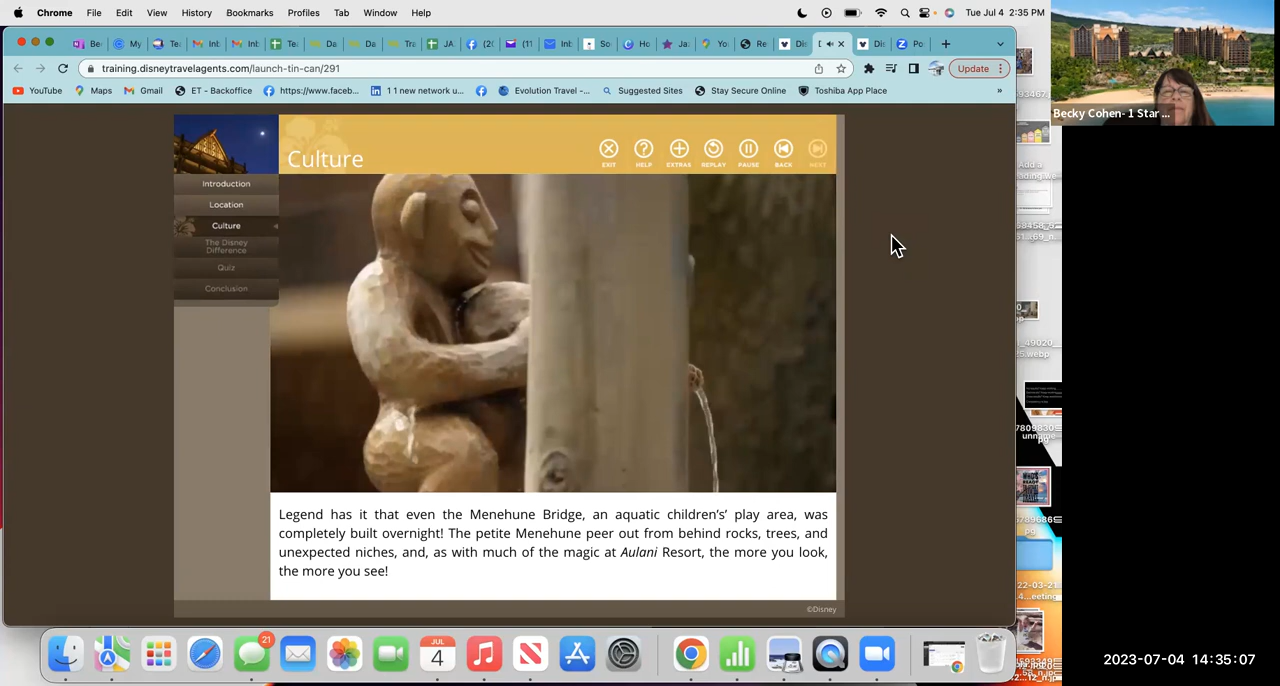 Chrome File Edit View History Bookmarks Profiles Tab Window Help Tue Jul 4 2:35 PM
training.disneytravelagents.com/launch-tin-can/291 Update
YouTube Maps Gmail ET - Backoffice https://www.faceb... 1 1 new network u... Evolution Travel -... Suggested Sites Stay Secure Online Toshiba App Place »
Becky Cohen- 1 Star ...
Culture
EXIT HELP EXTRAS REPLAY PAUSE BACK NEXT
Introduction
Location
Culture
The Disney
Difference
Quiz
Conclusion
Legend has it that even the Menehune Bridge, an aquatic children's' play area, was
completely built overnight! The petite Menehune peer out from behind rocks, trees, and
unexpected niches, and, as with much of the magic at Aulani Resort, the more you look,
the more you see!
©Disney
21
JUL
4
2023-07-04 14:35:07